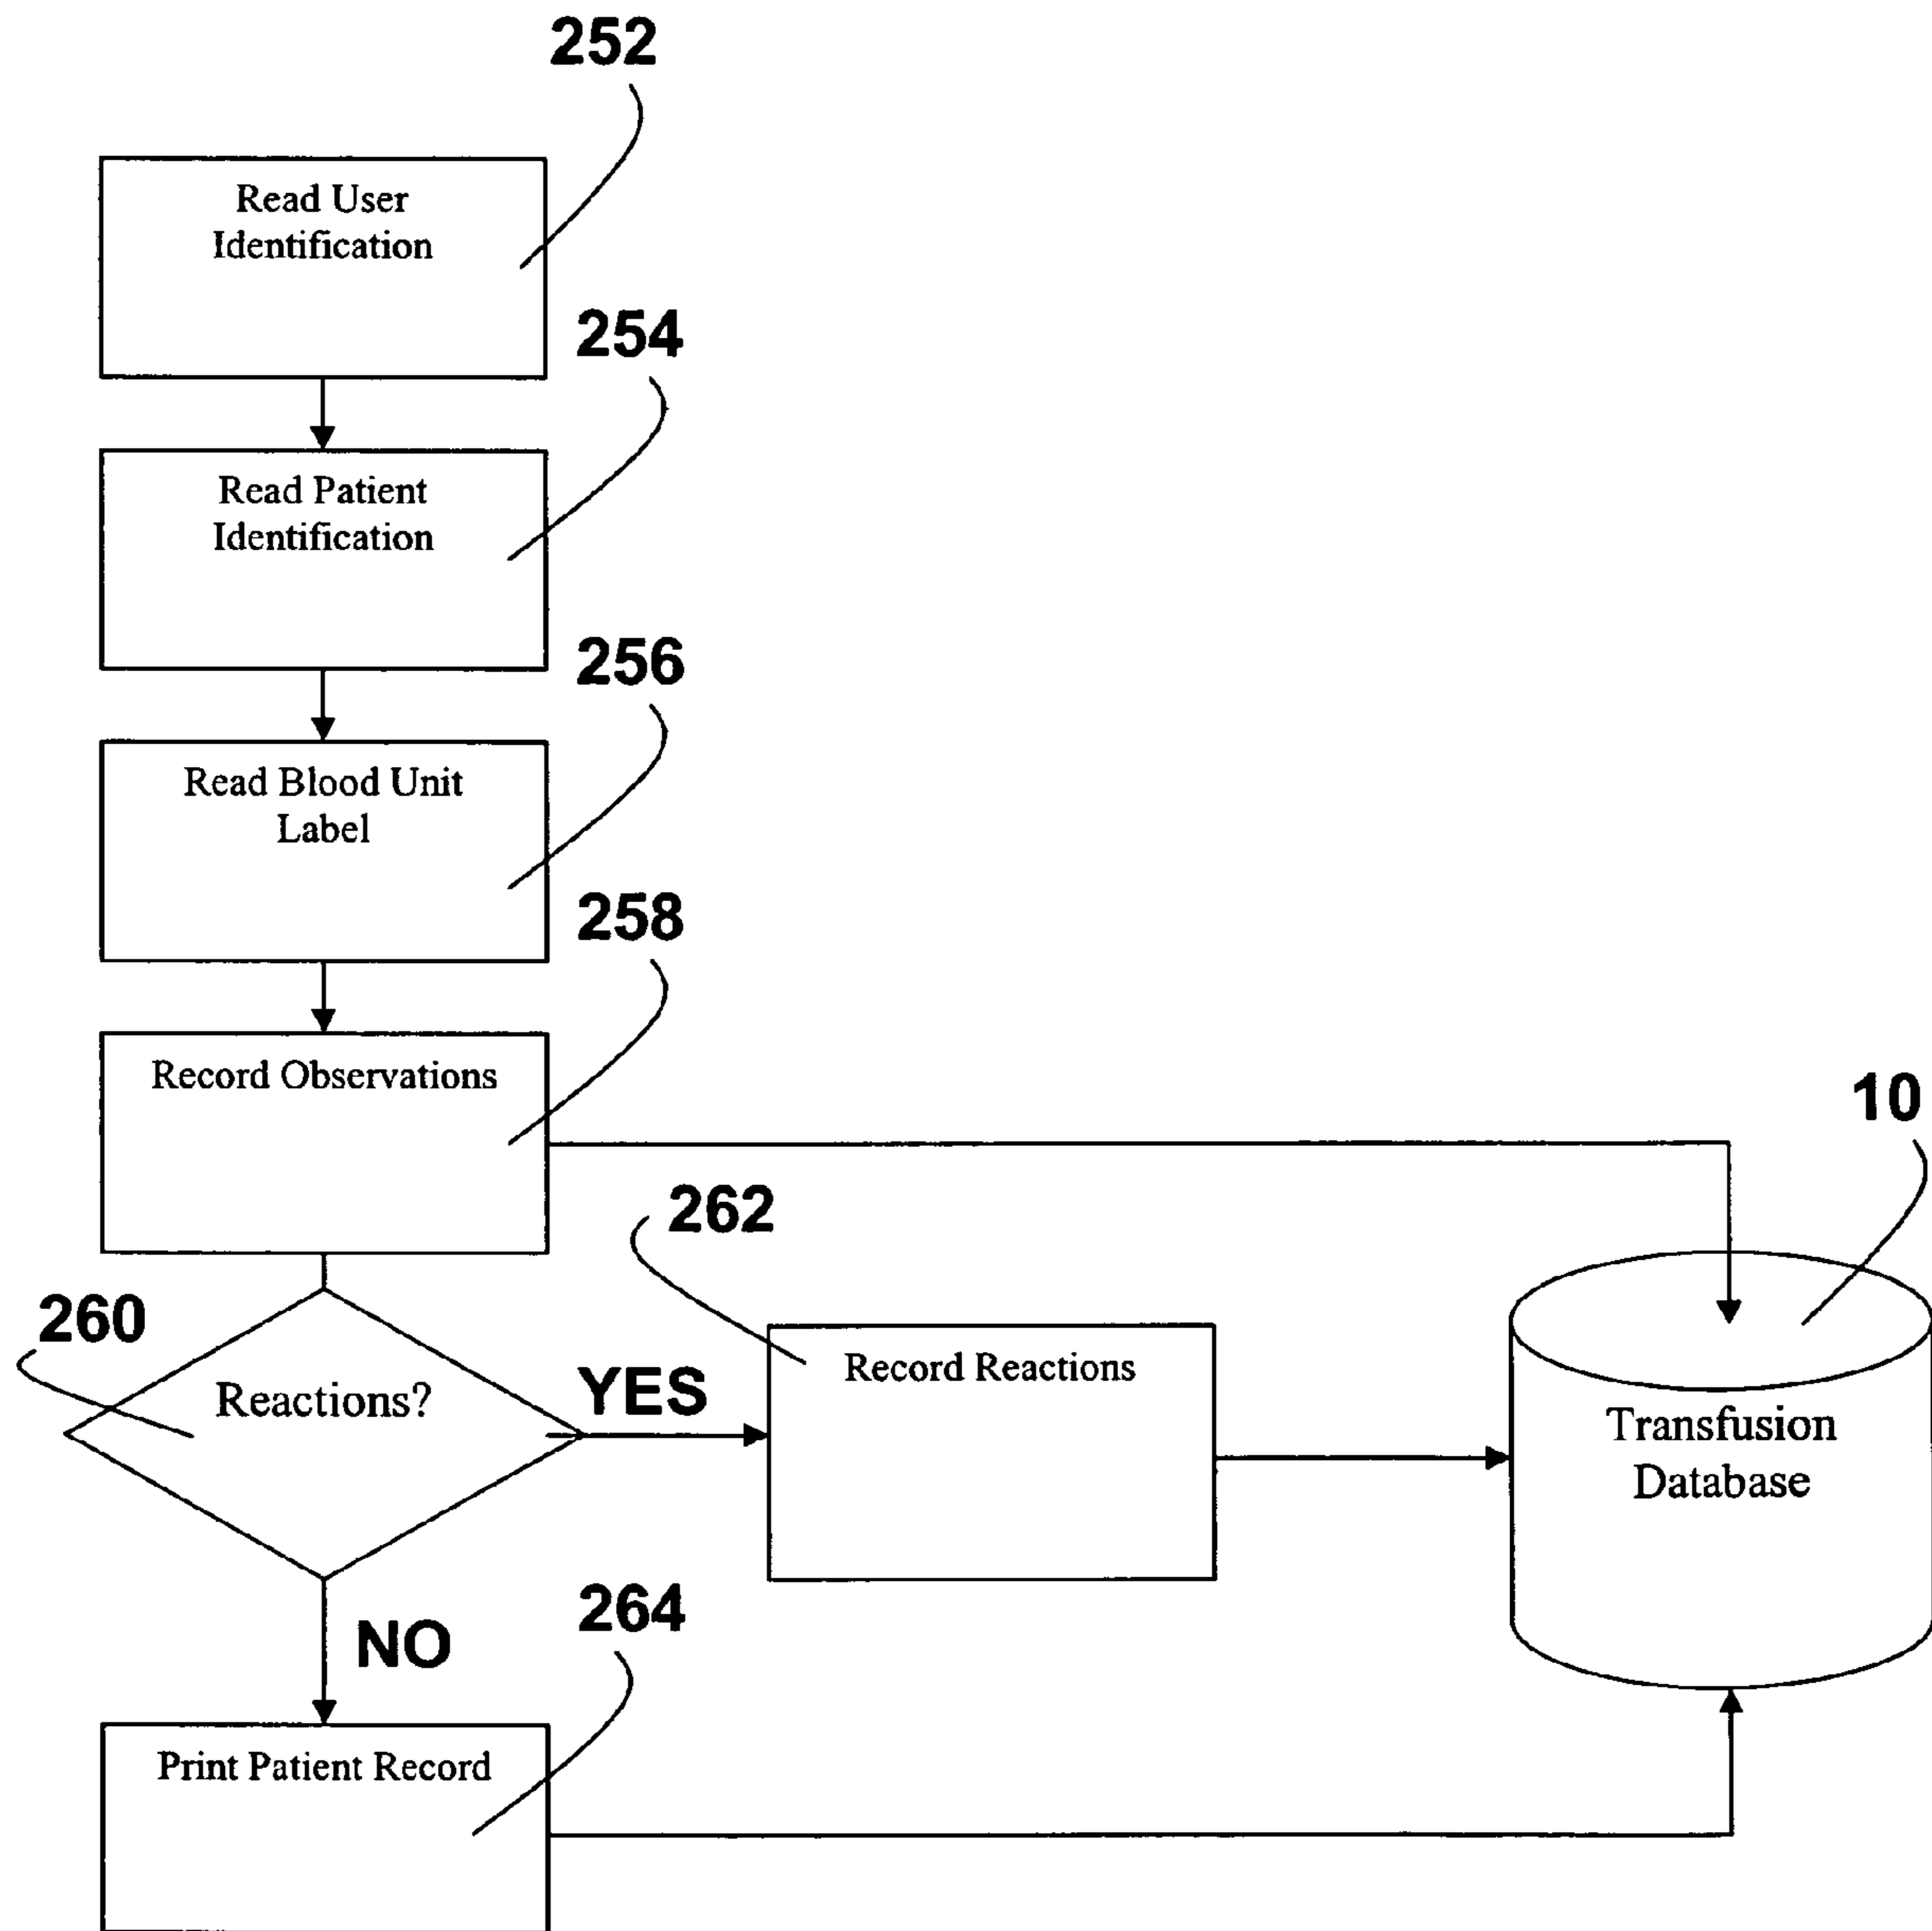 252
Read User
Identification
254
Read Patient
Identification
256
Read Blood Unit
Label
258
Record Observations
10
262
260
Reactions?
YES
Record Reactions
Transfusion
Database
264
NO
Print Patient Record